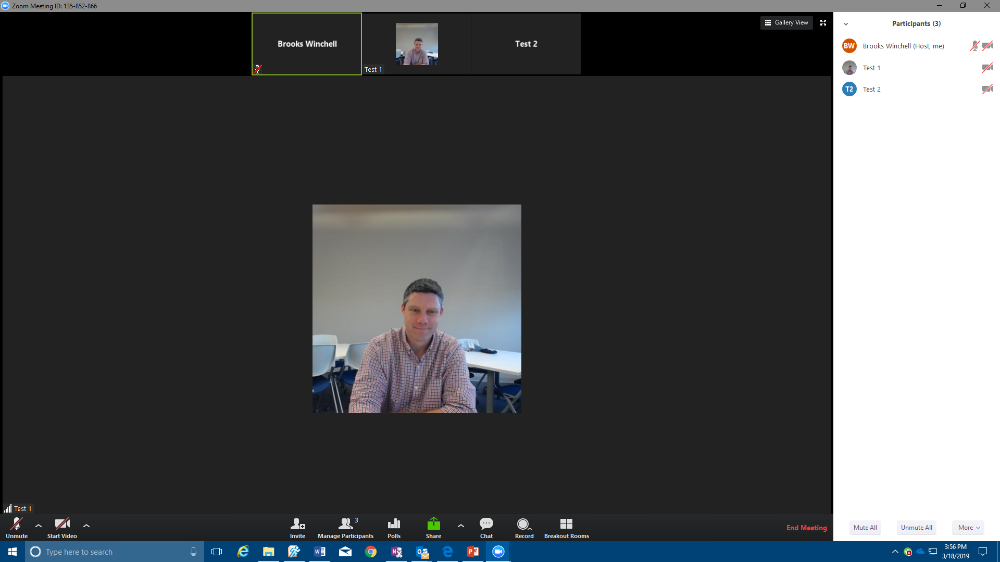 Zoom Meeting ID: 135-852-866
Brooks Winchell
Test 1
Test 2
Gallery View
Participants (3)
BW Brooks Winchell (Host, me)
Test 1
T2 Test 2
Test 1
Unmute
Start Video
Invite
3
Manage Participants
Polls
Share
Chat
Record
Breakout Rooms
End Meeting
Mute All
Unmute All
More
Type here to search
3:56 PM
3/18/2019